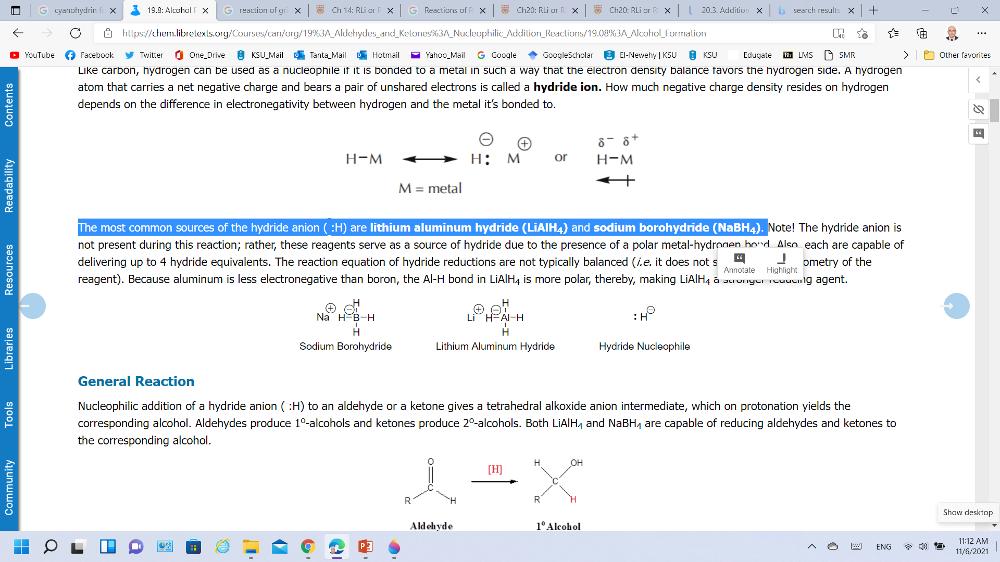 cyanohydrin fo
19.8: Alcohol F
reaction of gri
Ch 14: RLi or R
Reactions of R
Ch20: RLi or R
Ch20: RLi or R
20.3. Addition
search results
https://chem.libretexts.org/Courses/can/org/19%3A_Aldehydes_and_Ketones%3A_Nucleophilic_Addition_Reactions/19.08%3A_Alcohol_Formation
YouTube Facebook Twitter One_Drive KSU_Mail Tanta_Mail Hotmail Yahoo_Mail Google GoogleScholar El-Newehy | KSU KSU Edugate Bb LMS SMR Other favorites
Contents
Readability
Resources
Libraries
Tools
Community
Like carbon, hydrogen can be used as a nucleophile if it is bonded to a metal in such a way that the electron density balance favors the hydrogen side. A hydrogen
atom that carries a net negative charge and bears a pair of unshared electrons is called a hydride ion. How much negative charge density resides on hydrogen
depends on the difference in electronegativity between hydrogen and the metal it’s bonded to.
H–M ⟷ H: ⊖ M ⊕ or δ− δ+ H–M
M = metal
The most common sources of the hydride anion (⁻:H) are lithium aluminum hydride (LiAlH₄) and sodium borohydride (NaBH₄). Note! The hydride anion is
not present during this reaction; rather, these reagents serve as a source of hydride due to the presence of a polar metal-hydrogen bond. Also, each are capable of
delivering up to 4 hydride equivalents. The reaction equation of hydride reductions are not typically balanced (i.e. it does not s ometry of the
reagent). Because aluminum is less electronegative than boron, the Al-H bond in LiAlH₄ is more polar, thereby, making LiAlH₄ a stronger reducing agent.
Annotate Highlight
H H
Na ⊕ H–B–H ⊖ Li ⊕ H–Al–H ⊖ :H ⊖
H H
Sodium Borohydride Lithium Aluminum Hydride Hydride Nucleophile
General Reaction
Nucleophilic addition of a hydride anion (⁻:H) to an aldehyde or a ketone gives a tetrahedral alkoxide anion intermediate, which on protonation yields the
corresponding alcohol. Aldehydes produce 1º-alcohols and ketones produce 2º-alcohols. Both LiAlH₄ and NaBH₄ are capable of reducing aldehydes and ketones to
the corresponding alcohol.
O [H] H OH
C C
R H R H
Aldehyde 1º Alcohol
Show desktop
ENG
11:12 AM
11/6/2021